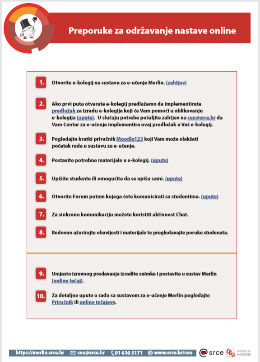 Preporuke za održavanje nastave online
1. Otvorite e-kolegij na sustavu za e-učenje Merlin. (zahtjev)
2. Ako prvi puta otvarate e-kolegij predlažemo da implementirate
predložak za izradu e-kolegija koji će Vam pomoći u oblikovanju
e-kolegija (upute). U slučaju potrebe pošaljite zahtjev na ceu@srce.hr da
Vam Centar za e-učenje implementira ovaj predložak u Vaš e-kolegij.
3. Pogledajte kratki priručnik Moodle123 koji Vam može olakšati
početak rada u sustavu za e-učenje.
4. Postavite potrebne materijale u e-kolegij. (upute)
5. Upišite studente ili omogućite da se upišu sami. (upute)
6. Otvorite Forum putem kojega ćete komunicirati sa studentima. (upute)
7. Za sinkronu komunikaciju možete koristiti aktivnost Chat.
8. Redovno ažurirajte obavijesti i materijale te pregledavajte poruke studenata.
9. Umjesto izravnog predavanja izradite snimke i postavite u sustav Merlin
(online tečaj).
10. Za detaljne upute o radu sa sustavom za e-učenje Merlin pogledajte
Priručnik ili online tečajeve.
https://merlin.srce.hr ceu@srce.hr 01 616 5171 www.srce.hr/ceu srce